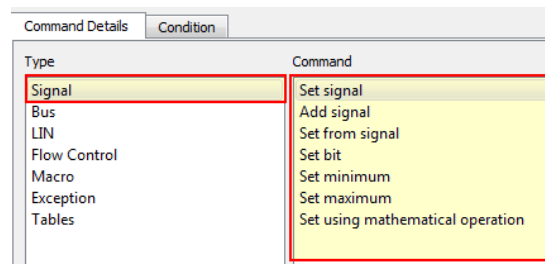 Command Details
Condition
Type
Command
Signal
Bus
LIN
Flow Control
Macro
Exception
Tables
Set signal
Add signal
Set from signal
Set bit
Set minimum
Set maximum
Set using mathematical operation